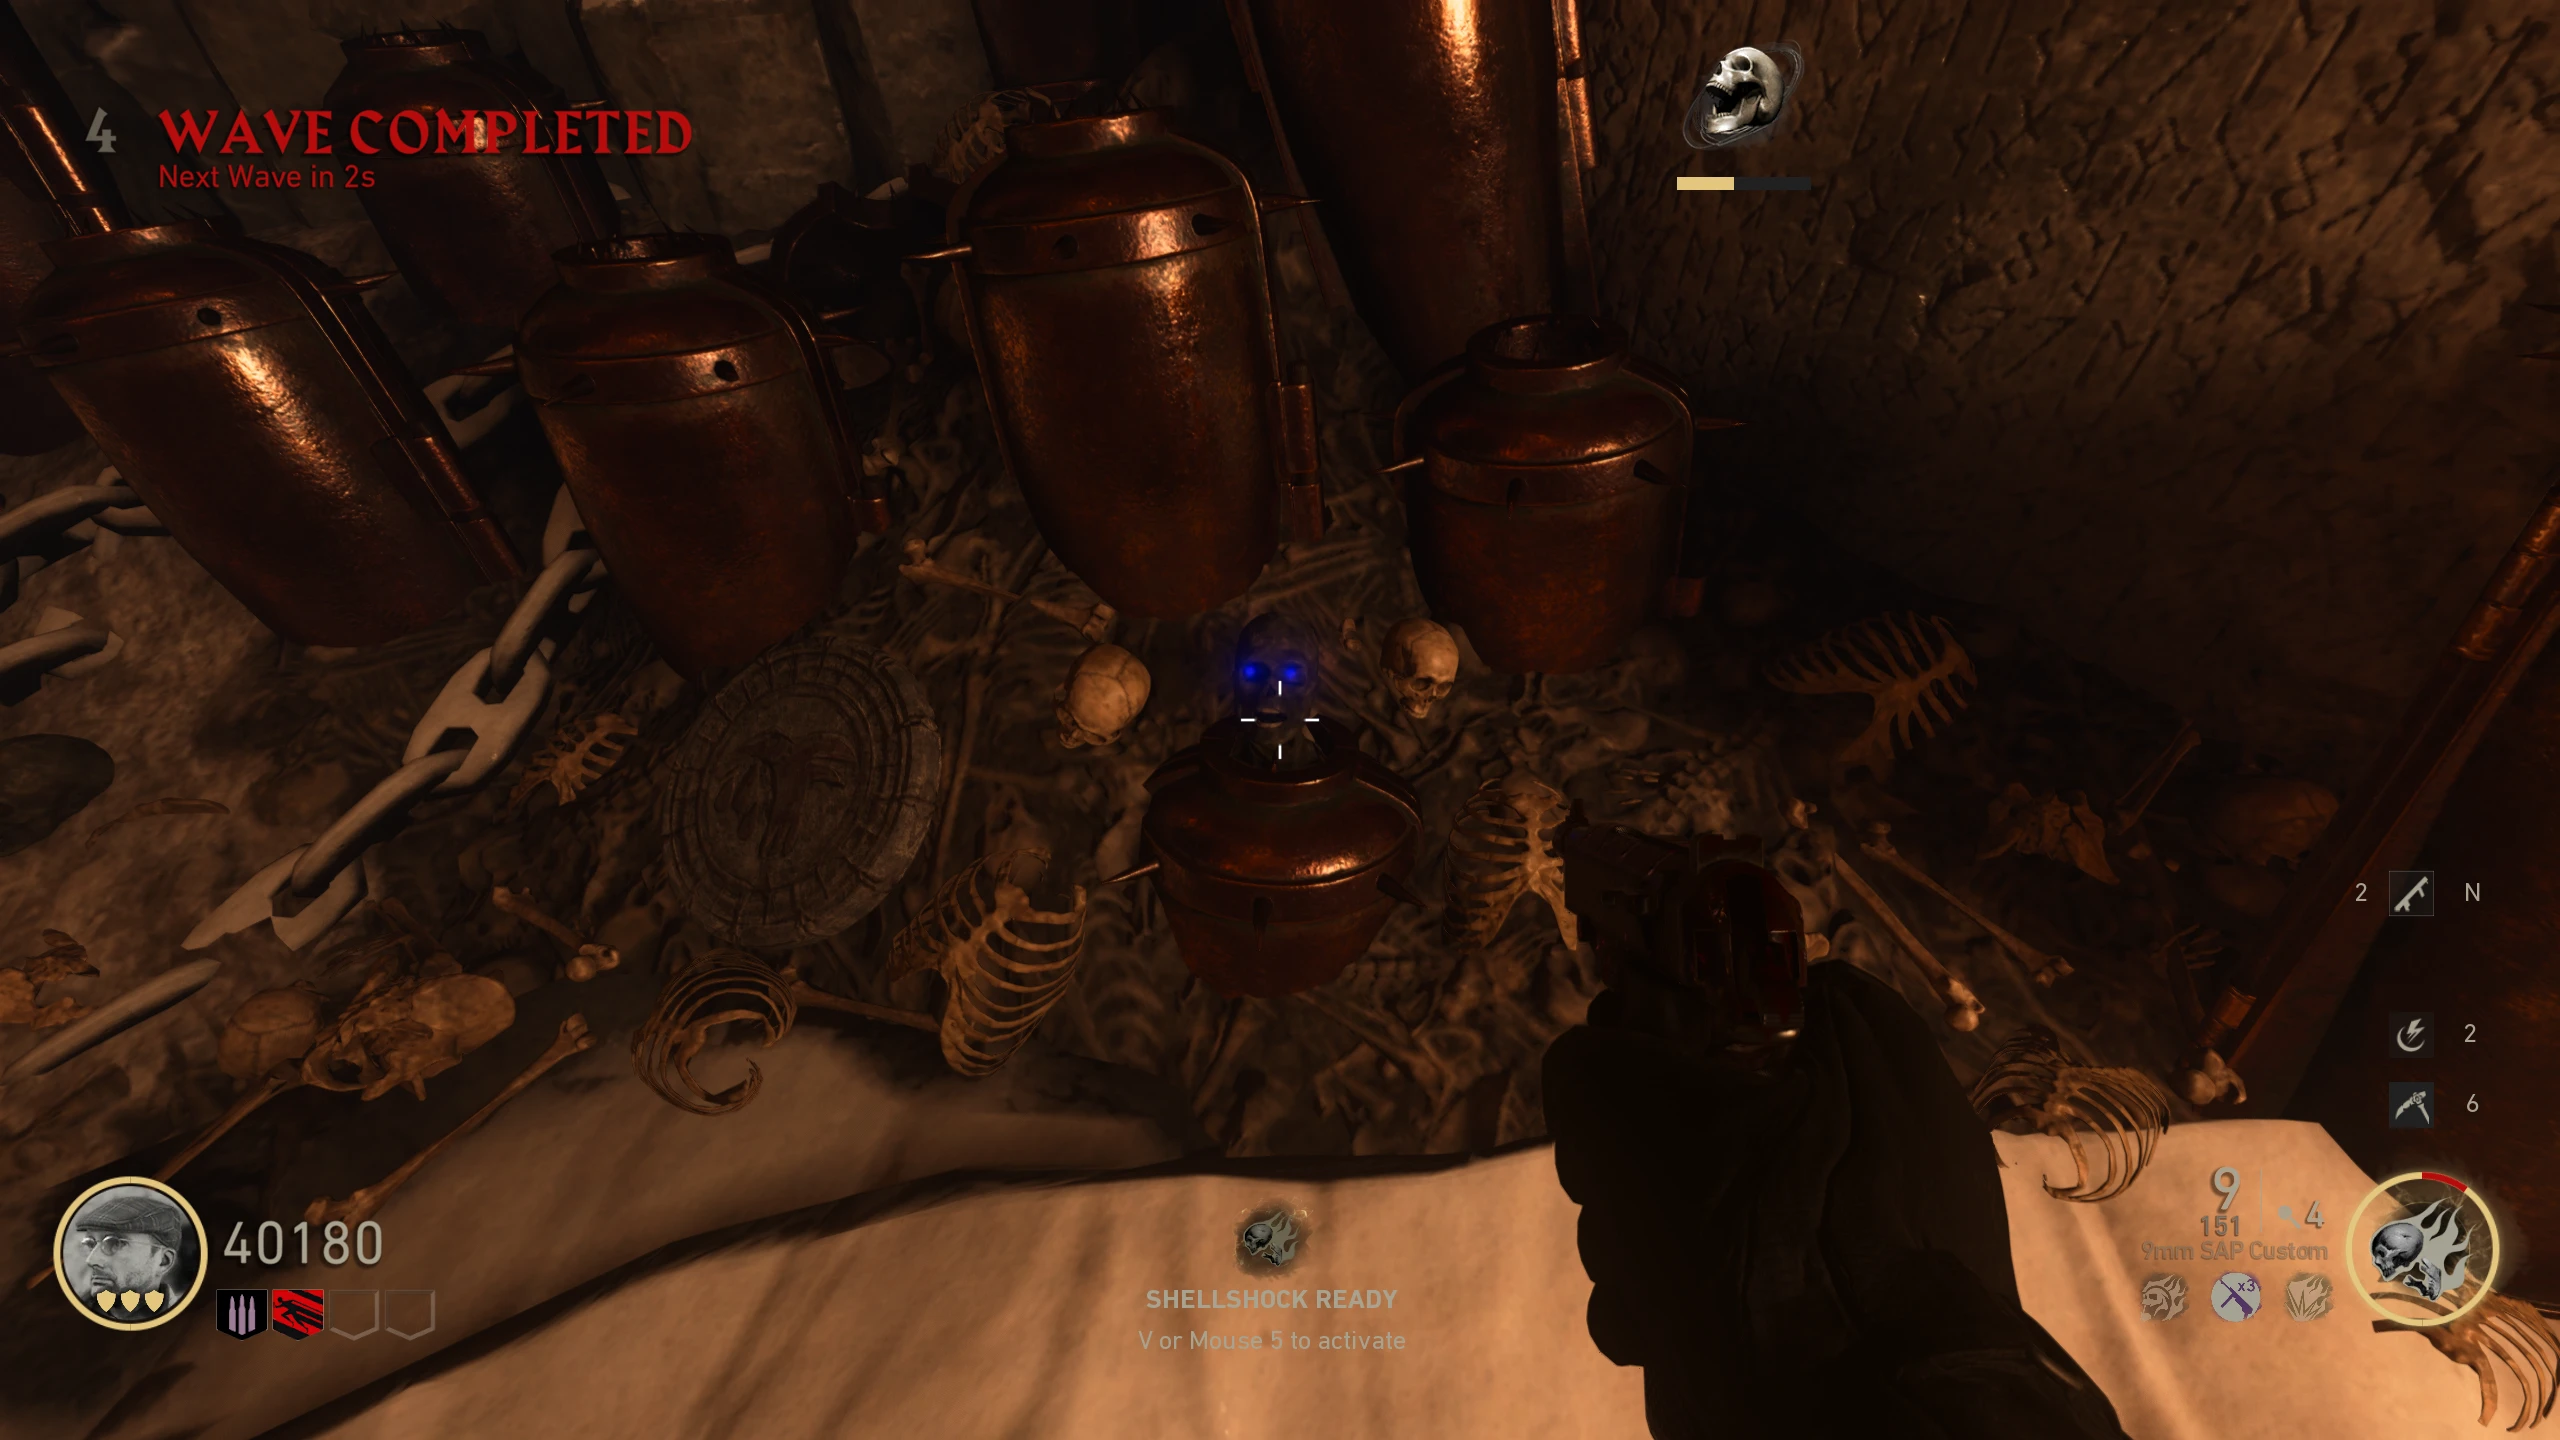 4 WAVE COMPLETED
Next Wave in 2s
2 N
2
6
40180
9
151
4
9mm SAP Custom
x3
SHELLSHOCK READY
V or Mouse 5 to activate